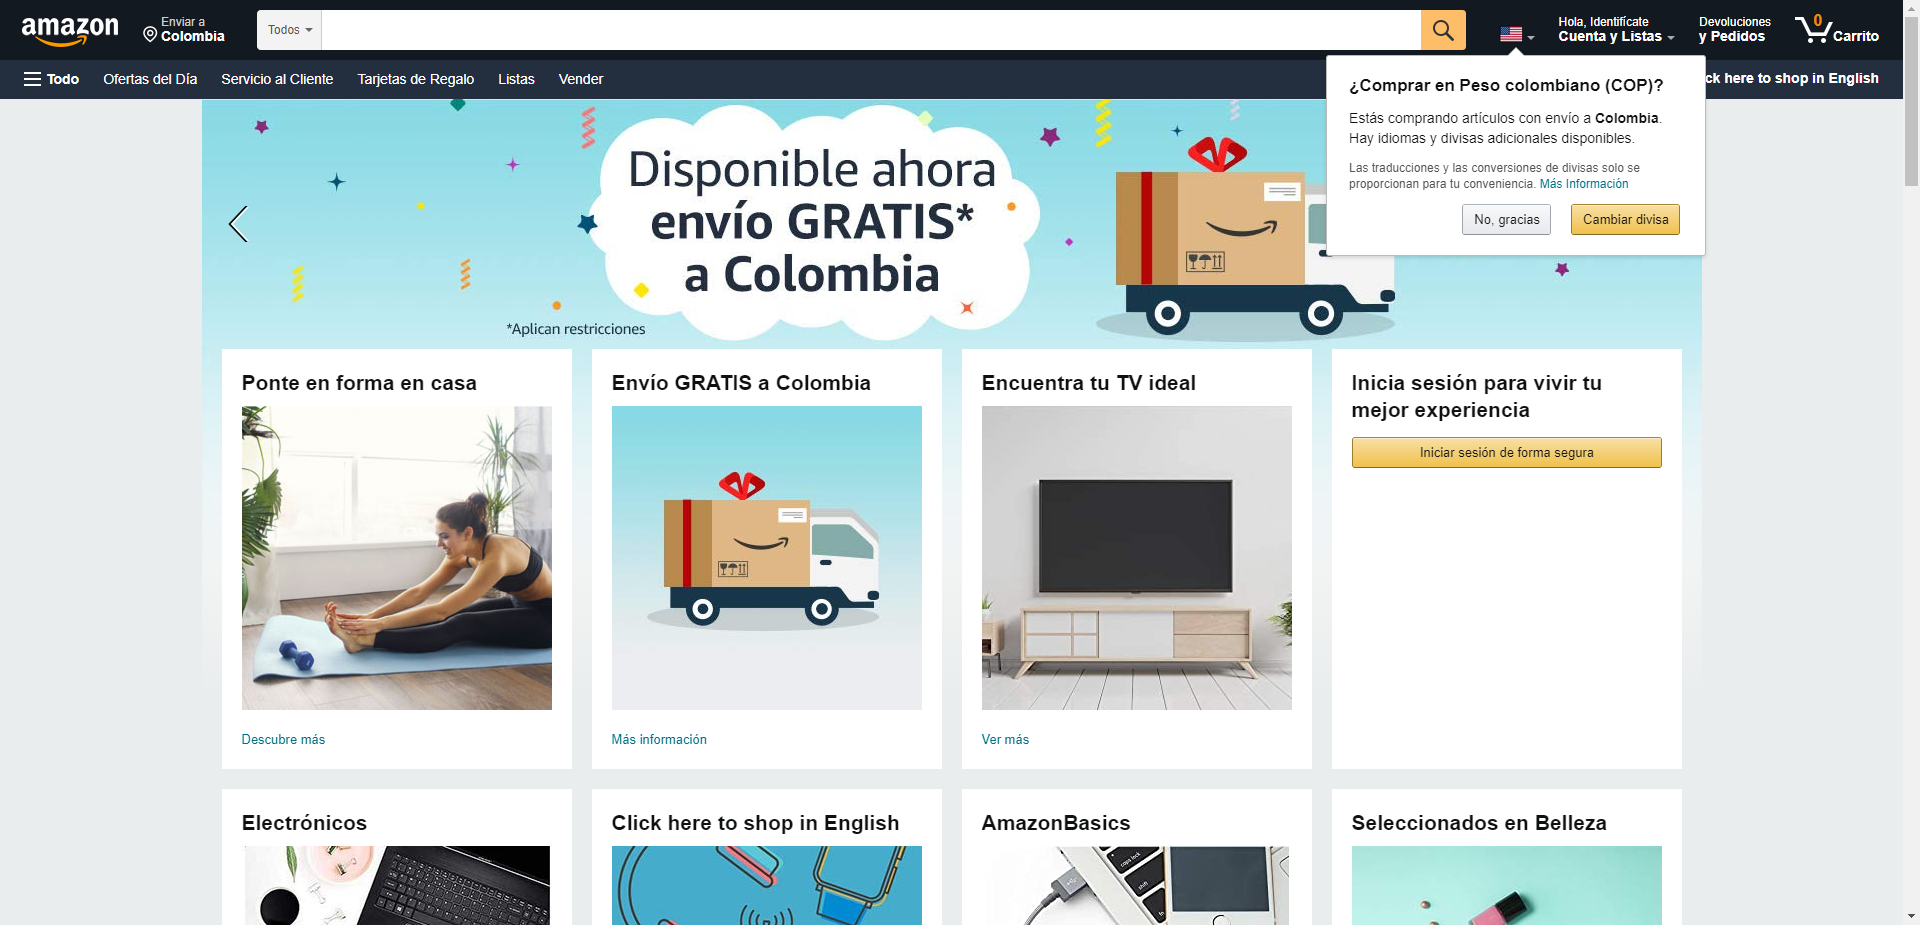 amazon
Enviar a
Colombia
Todos
Hola, Identifícate
Cuenta y Listas
Devoluciones
y Pedidos
0
Carrito
Todo
Ofertas del Día
Servicio al Cliente
Tarjetas de Regalo
Listas
Vender
ck here to shop in English
¿Comprar en Peso colombiano (COP)?
Estás comprando artículos con envío a Colombia.
Hay idiomas y divisas adicionales disponibles.
Las traducciones y las conversiones de divisas solo se
proporcionan para tu conveniencia. Más Información
No, gracias
Cambiar divisa
Disponible ahora
envío GRATIS*
a Colombia
*Aplican restricciones
Ponte en forma en casa
Descubre más
Envío GRATIS a Colombia
Más información
Encuentra tu TV ideal
Ver más
Inicia sesión para vivir tu
mejor experiencia
Iniciar sesión de forma segura
Electrónicos
Click here to shop in English
AmazonBasics
caps lock
shift
fn
Seleccionados en Belleza